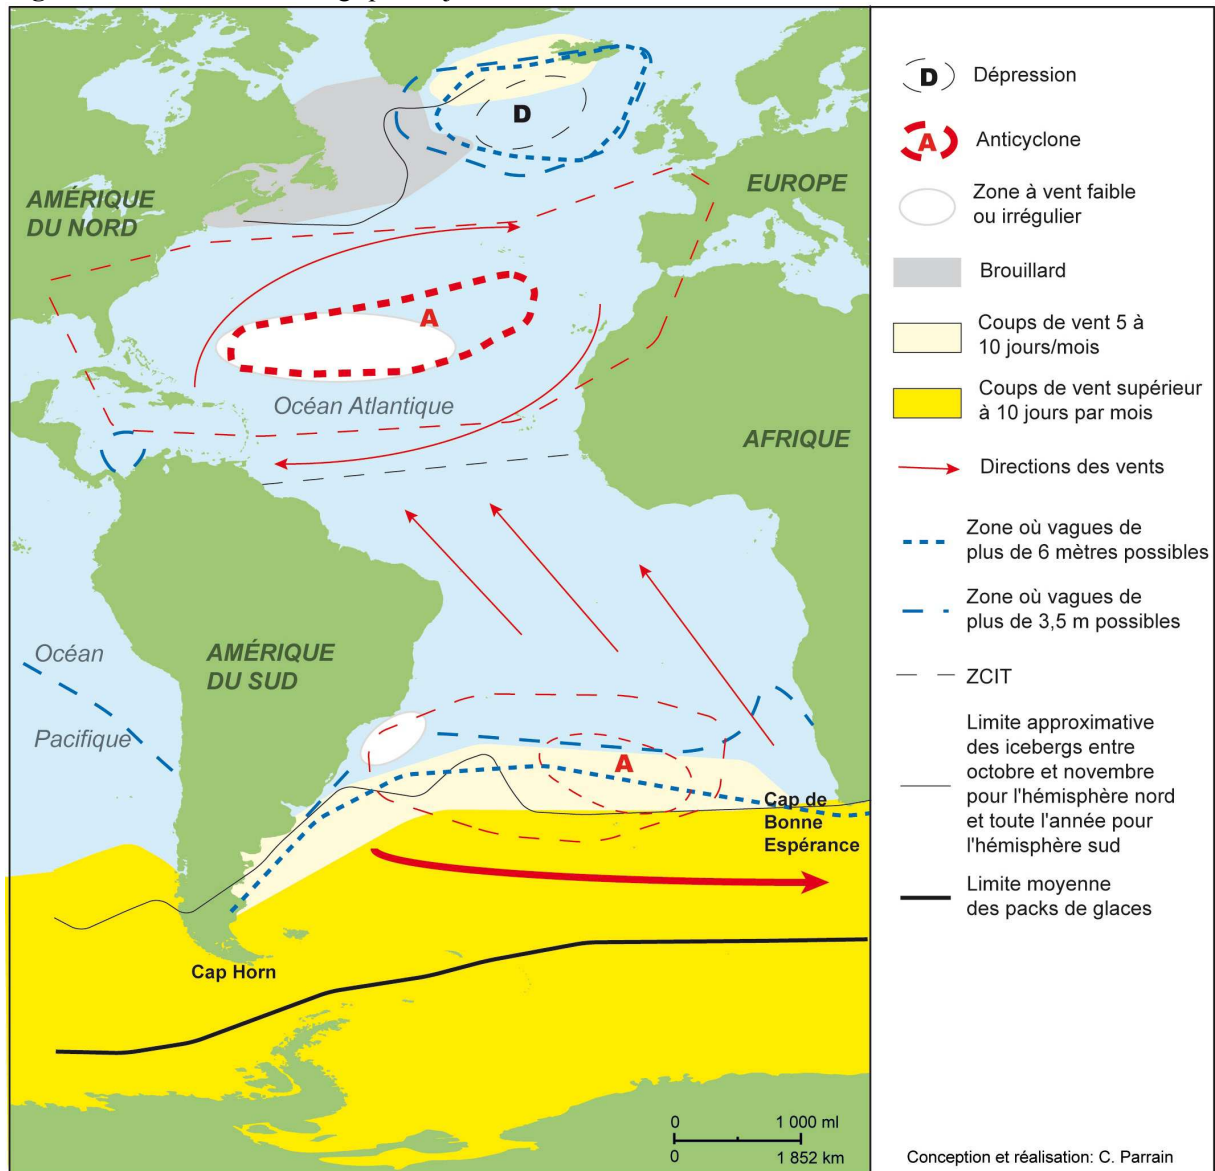 AMÉRIQUE
DU NORD
EUROPE
D
A
Océan Atlantique
AFRIQUE
Océan
Pacifique
AMÉRIQUE
DU SUD
A
Cap de
Bonne
Espérance
Cap Horn
0 1 000 ml
0 1 852 km
D Dépression
A Anticyclone
Zone à vent faible
ou irrégulier
Brouillard
Coups de vent 5 à
10 jours/mois
Coups de vent supérieur
à 10 jours par mois
Directions des vents
Zone où vagues de
plus de 6 mètres possibles
Zone où vagues de
plus de 3,5 m possibles
ZCIT
Limite approximative
des icebergs entre
octobre et novembre
pour l'hémisphère nord
et toute l'année pour
l'hémisphère sud
Limite moyenne
des packs de glaces
Conception et réalisation: C. Parrain